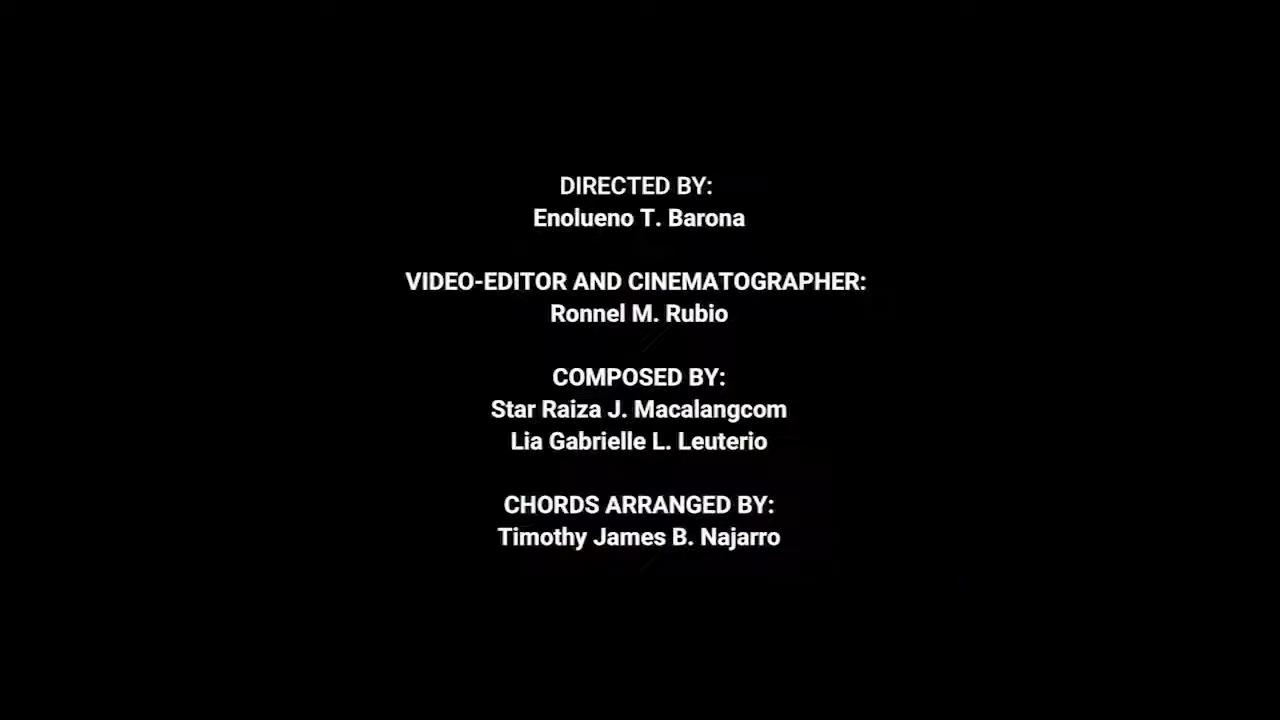 DIRECTED BY:
Enolueno T. Barona
VIDEO-EDITOR AND CINEMATOGRAPHER:
Ronnel M. Rubio
COMPOSED BY:
Star Raiza J. Macalangcom
Lia Gabrielle L. Leuterio
CHORDS ARRANGED BY:
Timothy James B. Najarro